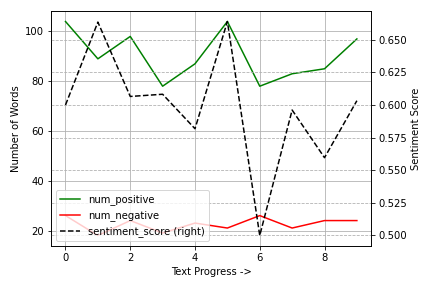 100
80
60
40
20
Number of Words
0.650
0.625
0.600
0.575
0.550
0.525
0.500
Sentiment Score
num_positive
num_negative
sentiment_score (right)
0 2 4 6 8
Text Progress ->